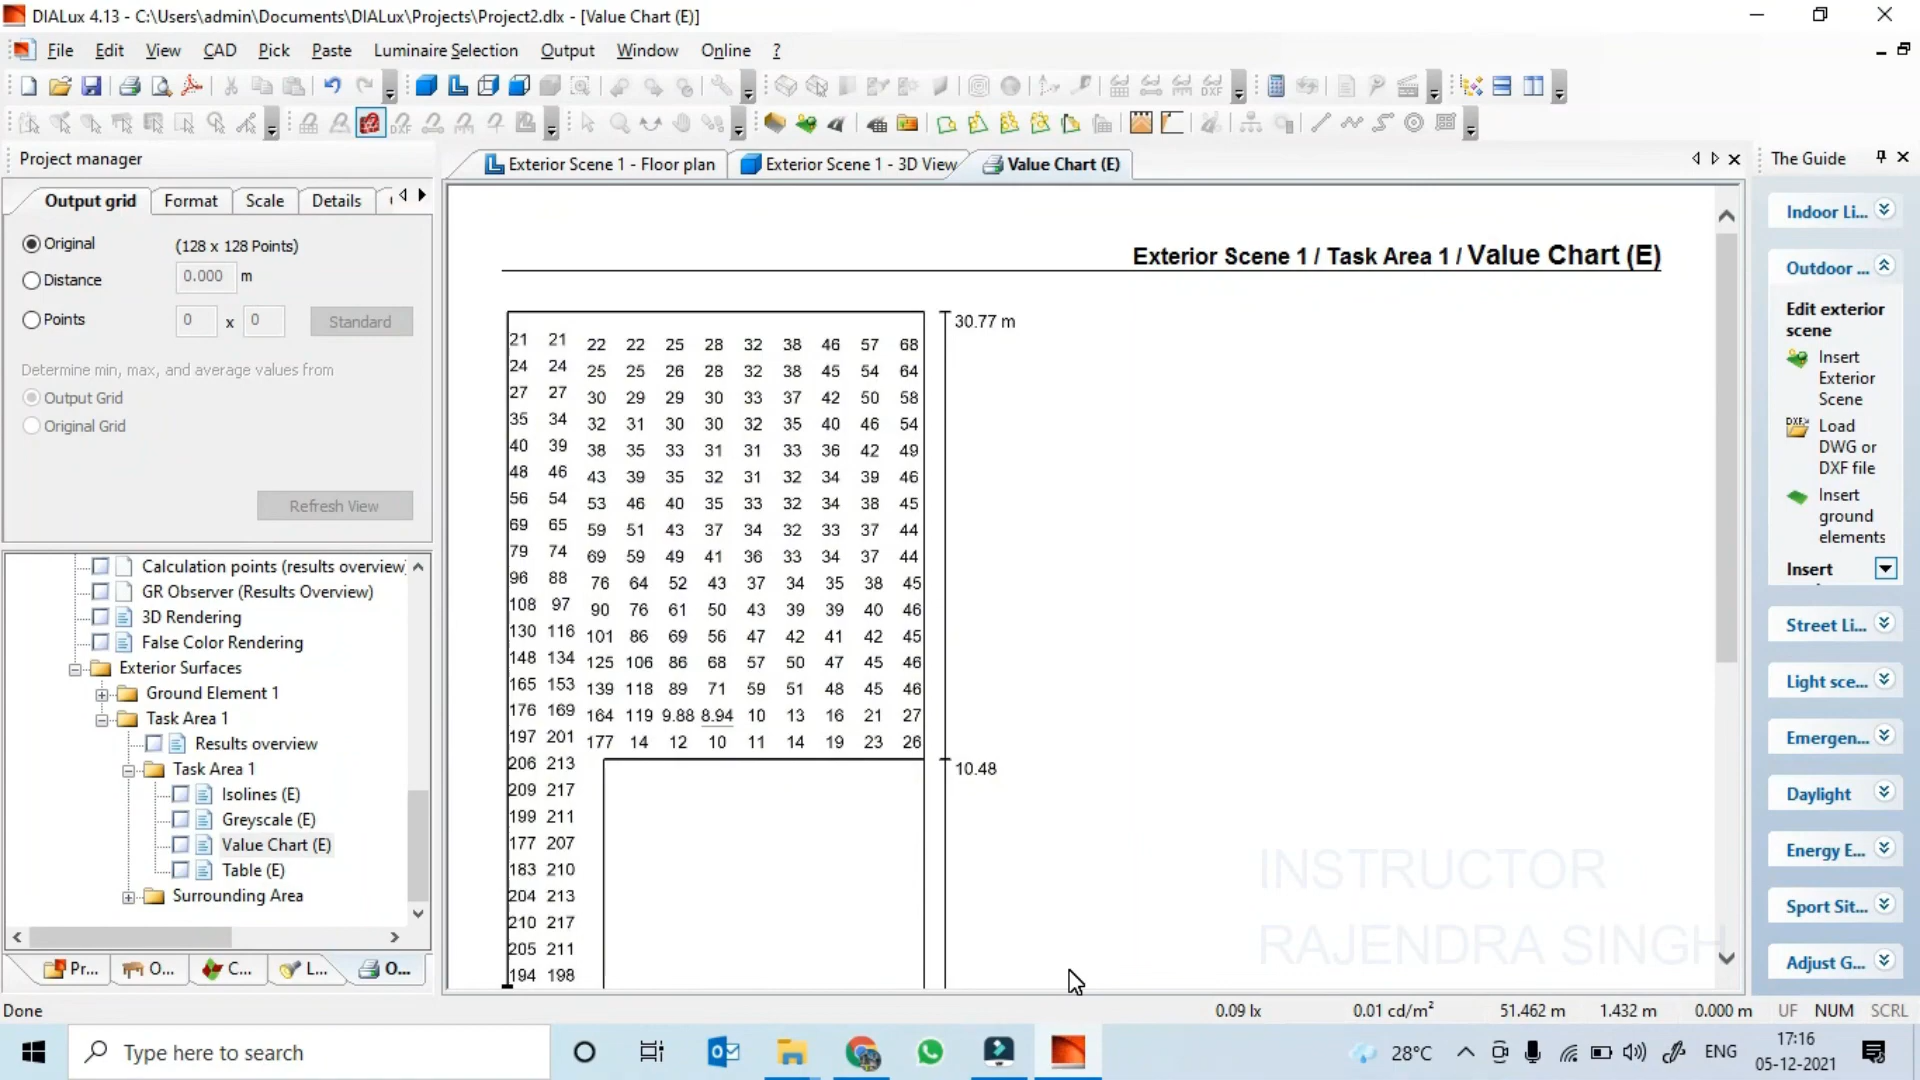 DIALux 4.13 - C:\Users\admin\Documents\DIALux\Projects\Project2.dlx - [Value Chart (E)]
File Edit View CAD Pick Paste Luminaire Selection Output Window Online ?
Project manager
Output grid Format Scale Details
Original (128 x 128 Points)
Distance 0.000 m
Points 0 x 0 Standard
Determine min, max, and average values from
Output Grid
Original Grid
Refresh View
Calculation points (results overview)
GR Observer (Results Overview)
3D Rendering
False Color Rendering
Exterior Surfaces
Ground Element 1
Task Area 1
Results overview
Task Area 1
Isolines (E)
Greyscale (E)
Value Chart (E)
Table (E)
Surrounding Area
Pr... O... C... L... O...
Exterior Scene 1 - Floor plan Exterior Scene 1 - 3D View Value Chart (E)
Exterior Scene 1 / Task Area 1 / Value Chart (E)
30.77 m
21 21 22 22 25 28 32 38 46 57 68
24 24 25 25 26 28 32 38 45 54 64
27 27 30 29 29 30 33 37 42 50 58
35 34 32 31 30 30 32 35 40 46 54
40 39 38 35 33 31 31 33 36 42 49
48 46 43 39 35 32 31 32 34 39 46
56 54 53 46 40 35 33 32 34 38 45
69 65 59 51 43 37 34 32 33 37 44
79 74 69 59 49 41 36 33 34 37 44
96 88 76 64 52 43 37 34 35 38 45
108 97 90 76 61 50 43 39 39 40 46
130 116 101 86 69 56 47 42 41 42 45
148 134 125 106 86 68 57 50 47 45 46
165 153 139 118 89 71 59 51 48 45 46
176 169 164 119 9.88 8.94 10 13 16 21 27
197 201 177 14 12 10 11 14 19 23 26
206 213
10.48
209 217
199 211
177 207
183 210
204 213
210 217
205 211
194 198
INSTRUCTOR
RAJENDRA SINGH
The Guide
Indoor Li...
Outdoor ...
Edit exterior
scene
Insert
Exterior
Scene
Load
DWG or
DXF file
Insert
ground
elements
Insert
Street Li...
Light sce...
Emergen...
Daylight
Energy E...
Sport Sit...
Adjust G...
Done 0.09 lx 0.01 cd/m² 51.462 m 1.432 m 0.000 m UF NUM SCRL
Type here to search
28°C ENG 17:16
05-12-2021